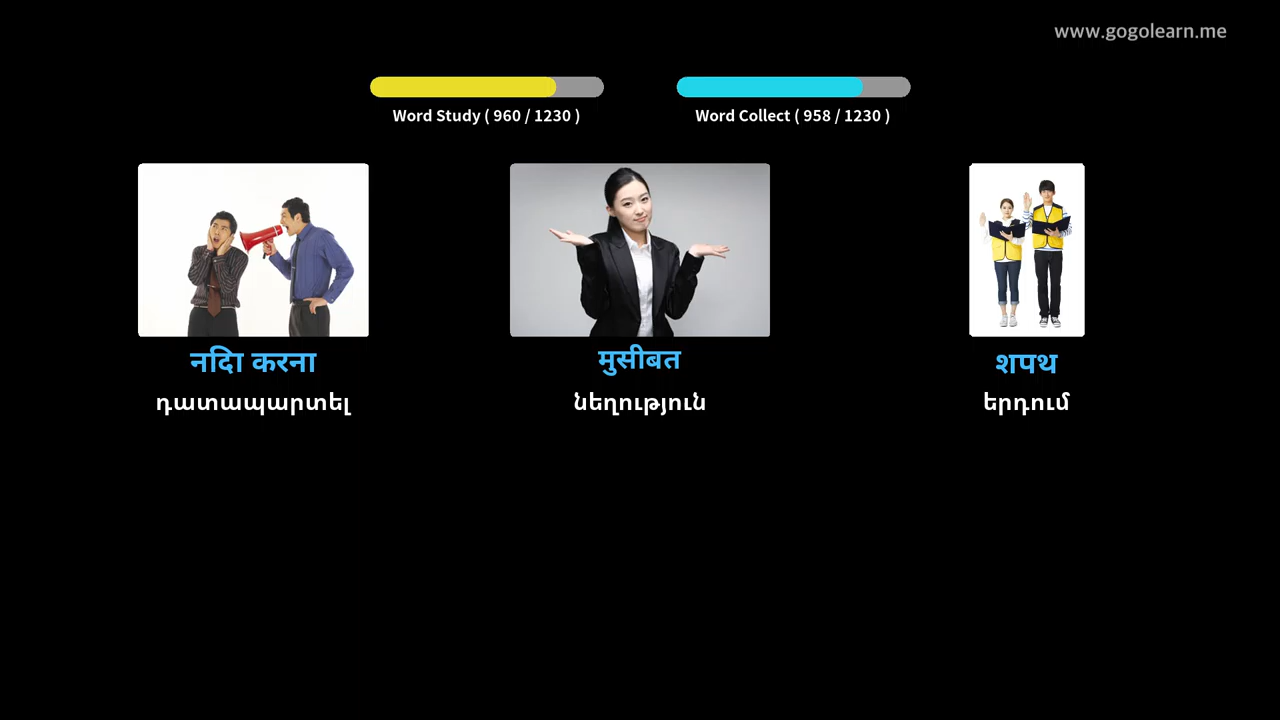 www.gogolearn.me
Word Study ( 960 / 1230 )
Word Collect ( 958 / 1230 )
नदिा करना
मुसीबत
शपथ
դատապարտել
նեղություն
երդում